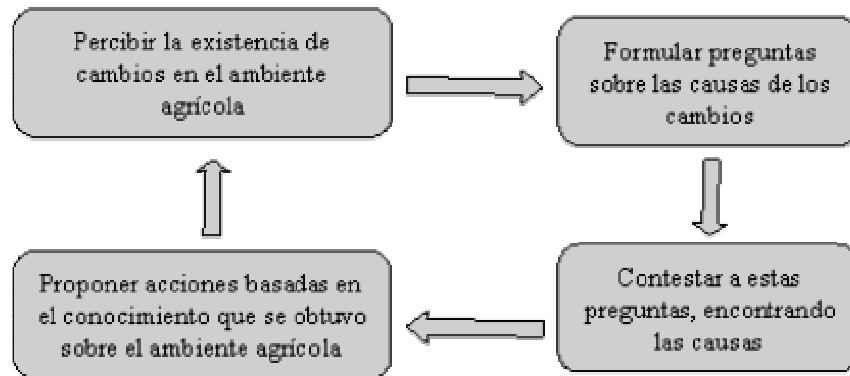 Percibir la existencia de
cambios en el ambiente
agrícola
Formular preguntas
sobre las causas de los
cambios
Contestar a estas
preguntas, encontrando
las causas
Proponer acciones basadas en
el conocimiento que se obtuvo
sobre el ambiente agrícola